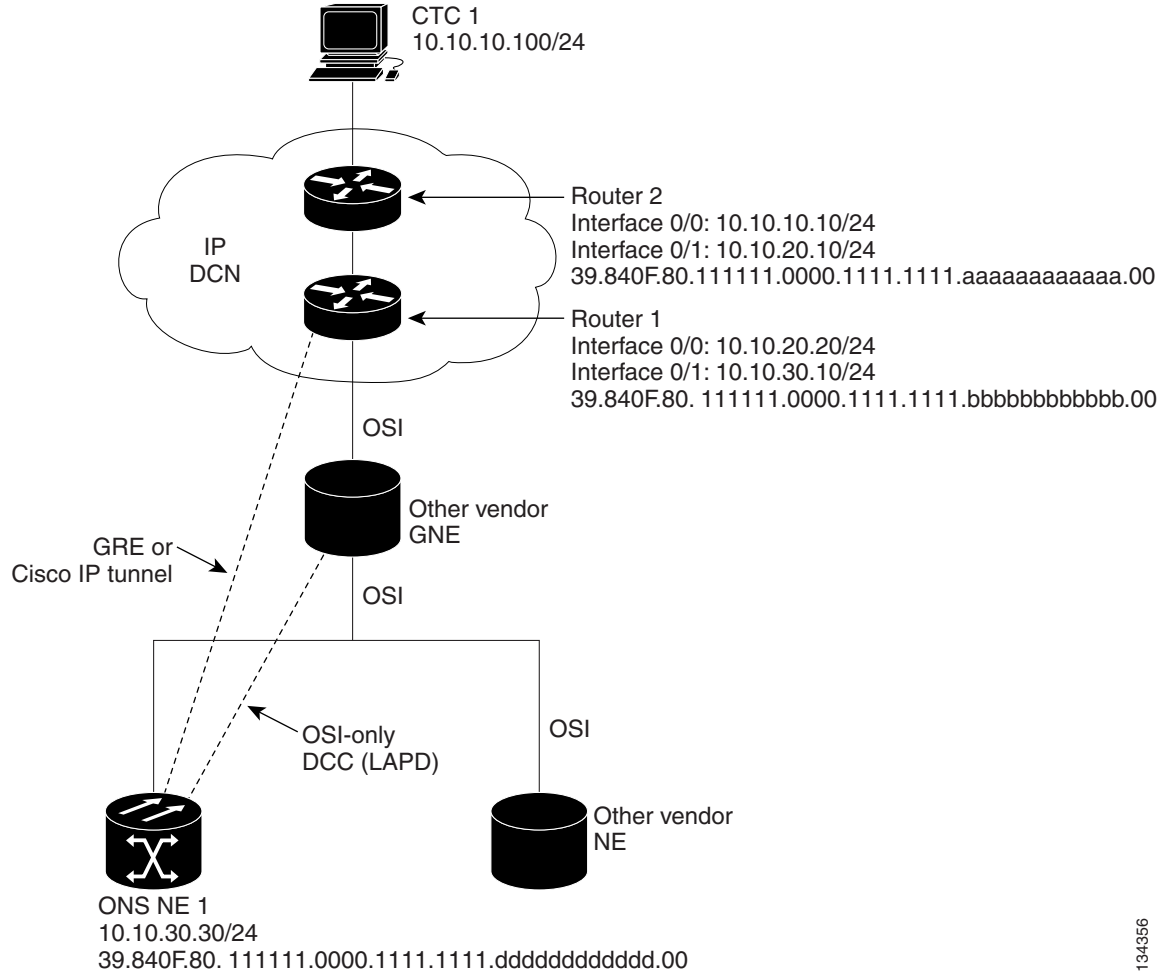 CTC 1
10.10.10.100/24
Router 2
Interface 0/0: 10.10.10.10/24
Interface 0/1: 10.10.20.10/24
39.840F.80.111111.0000.1111.1111.aaaaaaaaaaaa.00
IP
DCN
Router 1
Interface 0/0: 10.10.20.20/24
Interface 0/1: 10.10.30.10/24
39.840F.80. 111111.0000.1111.1111.bbbbbbbbbbbb.00
OSI
Other vendor
GNE
GRE or
Cisco IP tunnel
OSI
OSI-only
DCC (LAPD)
OSI
Other vendor
NE
ONS NE 1
10.10.30.30/24
39.840F.80. 111111.0000.1111.1111.dddddddddddd.00
134356